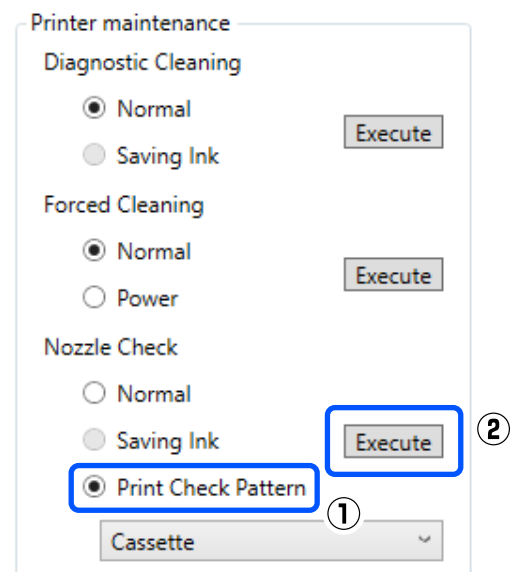 Printer maintenance
Diagnostic Cleaning
Normal
Execute
Saving Ink
Forced Cleaning
Normal
Execute
Power
Nozzle Check
Normal
Saving Ink
Execute
②
Print Check Pattern
①
Cassette